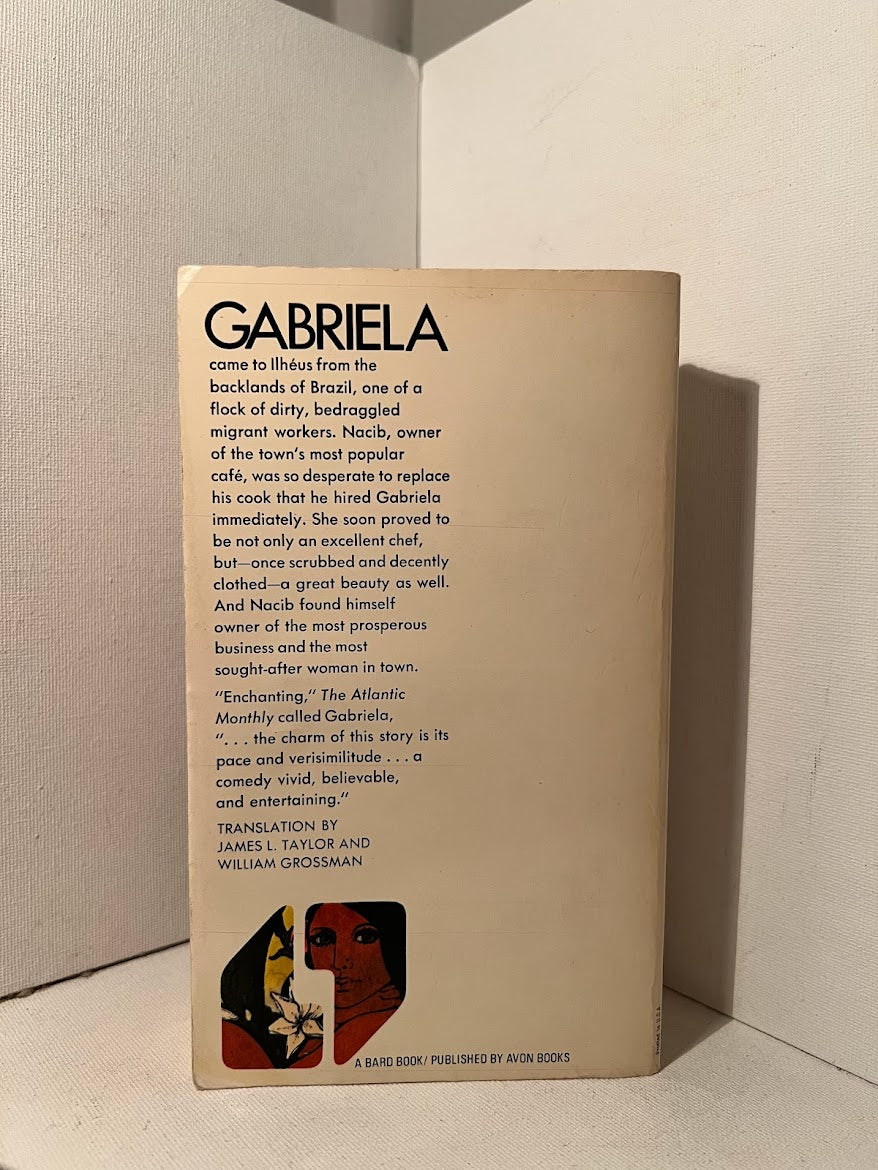 GABRIELA
came to Ilhéus from the
backlands of Brazil, one of a
flock of dirty, bedraggled
migrant workers. Nacib, owner
of the town's most popular
café, was so desperate to replace
his cook that he hired Gabriela
immediately. She soon proved to
be not only an excellent chef,
but—once scrubbed and decently
clothed—a great beauty as well.
And Nacib found himself
owner of the most prosperous
business and the most
sought-after woman in town.
"Enchanting," The Atlantic
Monthly called Gabriela,
". . . the charm of this story is its
pace and verisimilitude . . . a
comedy vivid, believable,
and entertaining."
TRANSLATION BY
JAMES L. TAYLOR AND
WILLIAM GROSSMAN
A BARD BOOK/ PUBLISHED BY AVON BOOKS
Printed in U.S.A.